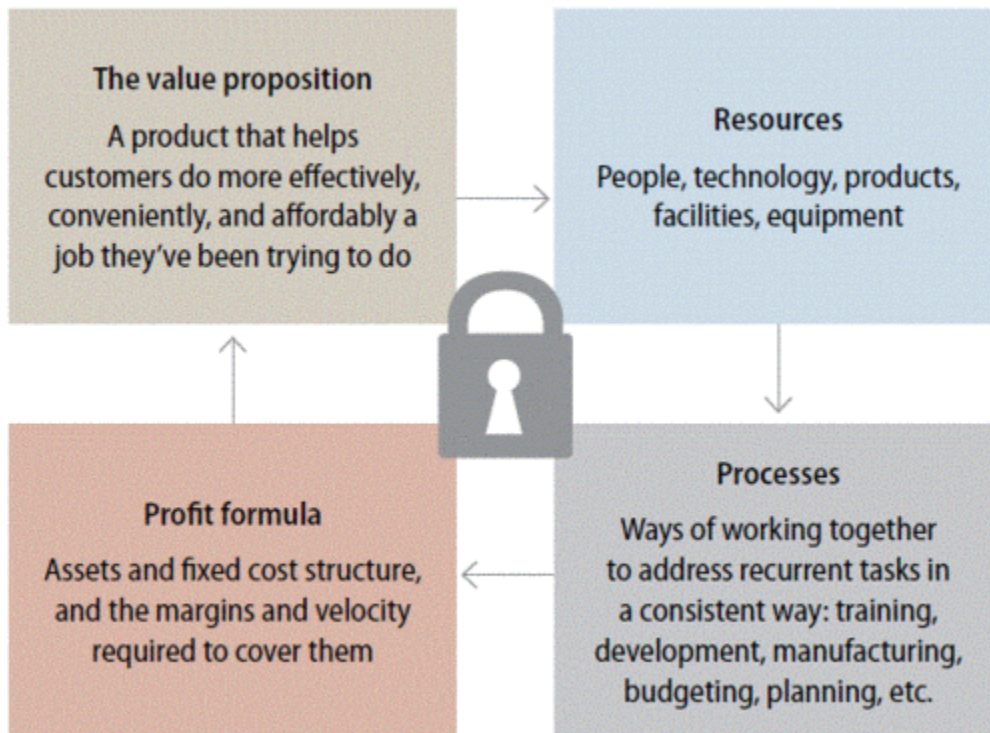 The value proposition
A product that helps
customers do more effectively,
conveniently, and affordably a
job they've been trying to do
Resources
People, technology, products,
facilities, equipment
Profit formula
Assets and fixed cost structure,
and the margins and velocity
required to cover them
Processes
Ways of working together
to address recurrent tasks in
a consistent way: training,
development, manufacturing,
budgeting, planning, etc.